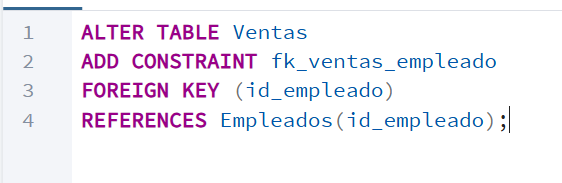 1 ALTER TABLE Ventas
2 ADD CONSTRAINT fk_ventas_empleado
3 FOREIGN KEY (id_empleado)
4 REFERENCES Empleados(id_empleado);